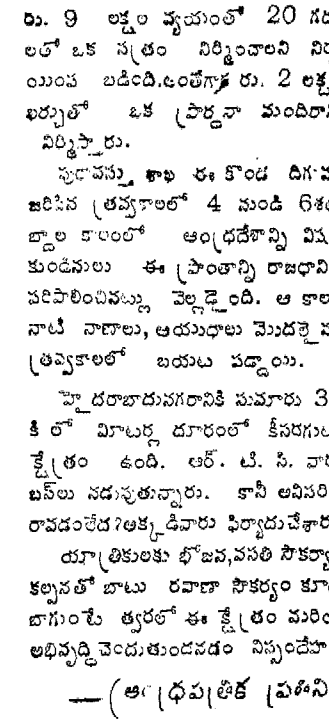 రు. 9 లక్షల వ్యయంతో 20 గద
లతో ఒక సత్రం నిర్మించాలని నిర్
యింప బడింది.అంతేగాక రు. 2 లక్ష
ఖర్చుతో ఒక ప్రార్థనా మందిరాని
నిర్మిస్తారు.
పురావస్తు శాఖ ఈ కొండ దిగువ
జరిపిన త్రవ్వకాలలో 4 నుండి 6శత
బ్దాల కాలంలో ఆంధ్రదేశాన్ని విష్
కుండినులు ఈ ప్రాంతాన్ని రాజధాని
పరిపాలించినట్లు వెల్లడైంది. ఆ కాల
నాటి నాణాలు, ఆయుధాలు మొదలైన
త్రవ్వకాలలో బయట పడ్డాయి.
హైదరాబాదునగరానికి సుమారు 3
కి లో మీటర్ల దూరంలో కీసరగుట
క్షేత్రం ఉంది. ఆర్. టి. సి. వార
బస్‌లు నడుపుతున్నారు. కానీ అవిసరి
రావడంలేదని అక్కడివారు ఫిర్యాదుచేశార
యాత్రికులకు భోజన,వసతి సౌకర్యా
కల్పనతో బాటు రవాణా సౌకర్యం కూడ
బాగుంటే త్వరలో ఈ క్షేత్రం మరిం
అభివృద్ధి చెందుతుందనడం నిస్సందేహ
—(ఆంధ్రపత్రిక ప్రతిని